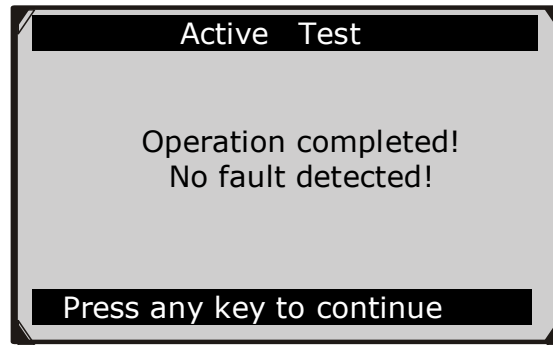 Active Test
Operation completed!
No fault detected!
Press any key to continue